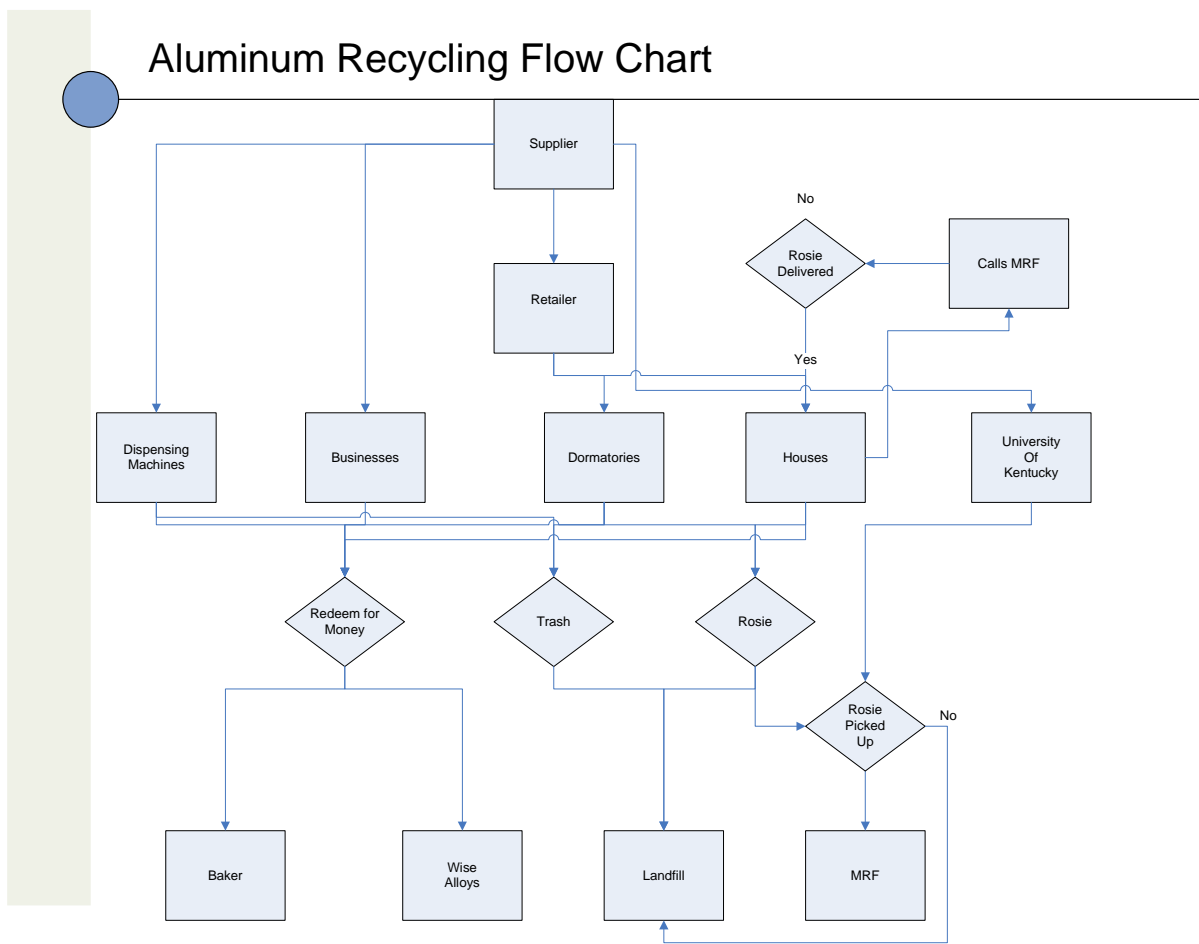 Aluminum Recycling Flow Chart
Supplier
No
Rosie
Delivered
Calls MRF
Retailer
Yes
Dispensing
Machines
Businesses
Dormatories
Houses
University
Of
Kentucky
Redeem for
Money
Trash
Rosie
Rosie
Picked
Up
No
Baker
Wise
Alloys
Landfill
MRF